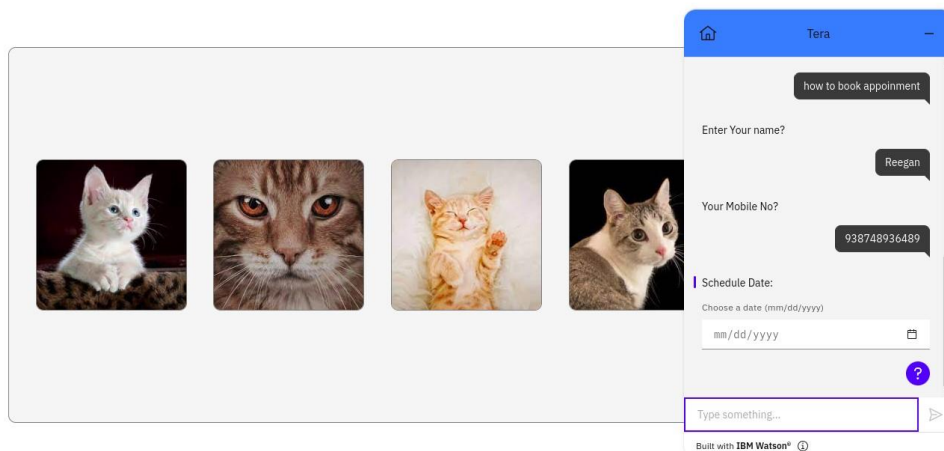 Tera
how to book appoinment
Enter Your name?
Reegan
Your Mobile No?
938748936489
Schedule Date:
Choose a date (mm/dd/yyyy)
mm/dd/yyyy
?
Type something...
Built with IBM Watson®